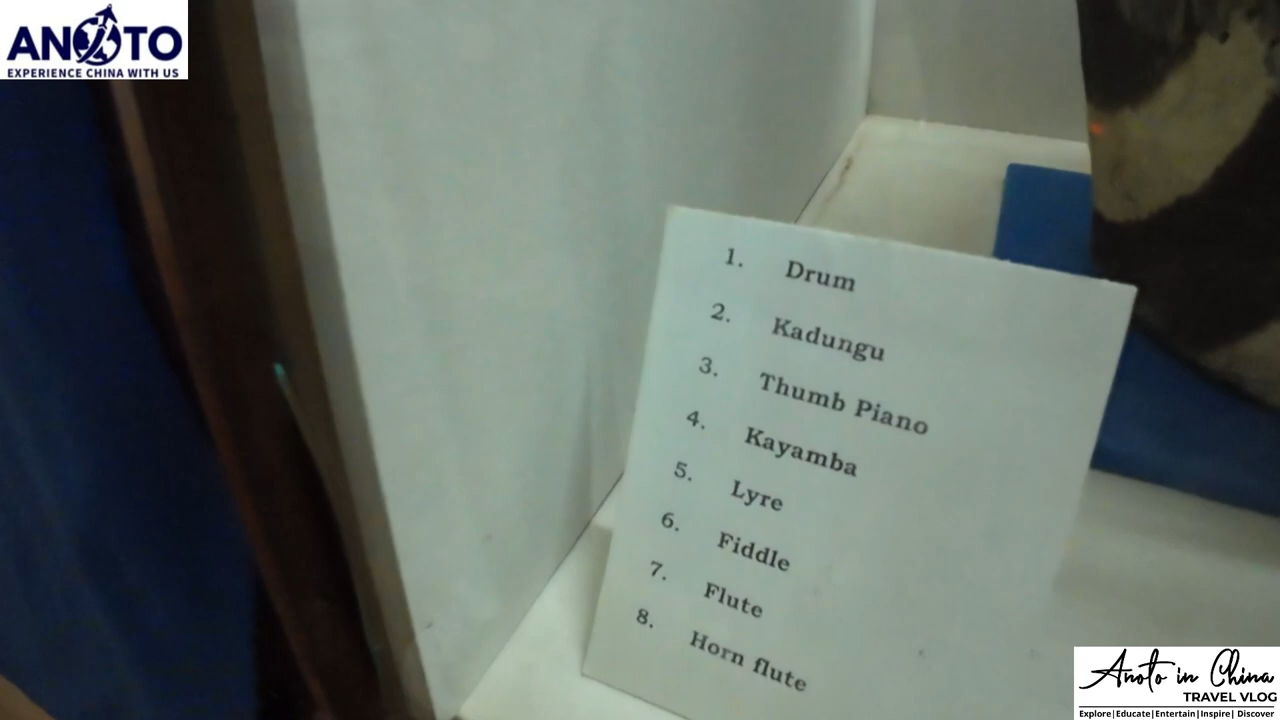 ANOTO
EXPERIENCE CHINA WITH US
1. Drum
2. Kadungu
3. Thumb Piano
4. Kayamba
5. Lyre
6. Fiddle
7. Flute
8. Horn flute
Anoto in China
TRAVEL VLOG
Explore|Educate|Entertain|Inspire| Discover